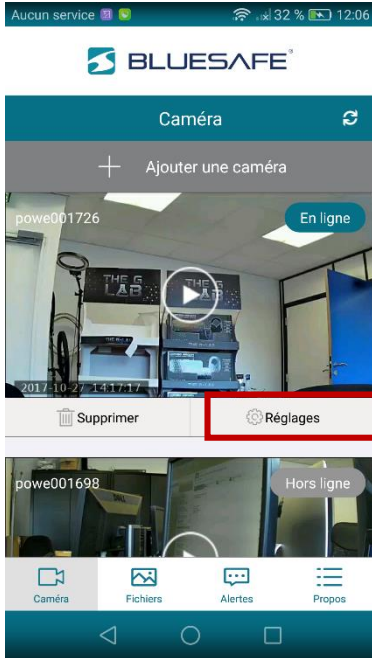 Aucun service 32 % 12:06
BLUESAFE
Caméra
Ajouter une caméra
powe001726 En ligne
THE G LAB THE G LAB
2017-10-27 14:17:17
Supprimer Réglages
powe001698 Hors ligne
DELL
Caméra Fichiers Alertes Propos